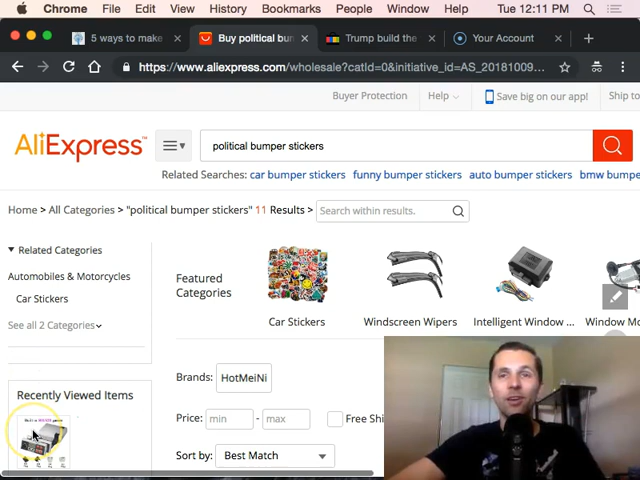 Chrome File Edit View History Bookmarks People Window Help Tue 12:11 PM
5 ways to make
Buy political bun
Trump build the
Your Account
https://www.aliexpress.com/wholesale?catId=0&initiative_id=AS_20181009...
Buyer Protection Help Save big on our app! Ship to
AliExpress™
political bumper stickers
Related Searches: car bumper stickers funny bumper stickers auto bumper stickers bmw bumpe
Home > All Categories > "political bumper stickers" 11 Results > Search within results.
Related Categories
Automobiles & Motorcycles
Car Stickers
See all 2 Categories
Featured
Categories
Car Stickers
Windscreen Wipers
Intelligent Window ...
Window Mo
Recently Viewed Items
Brands: HotMeiNi
Price: min - max Free Shi
Sort by: Best Match